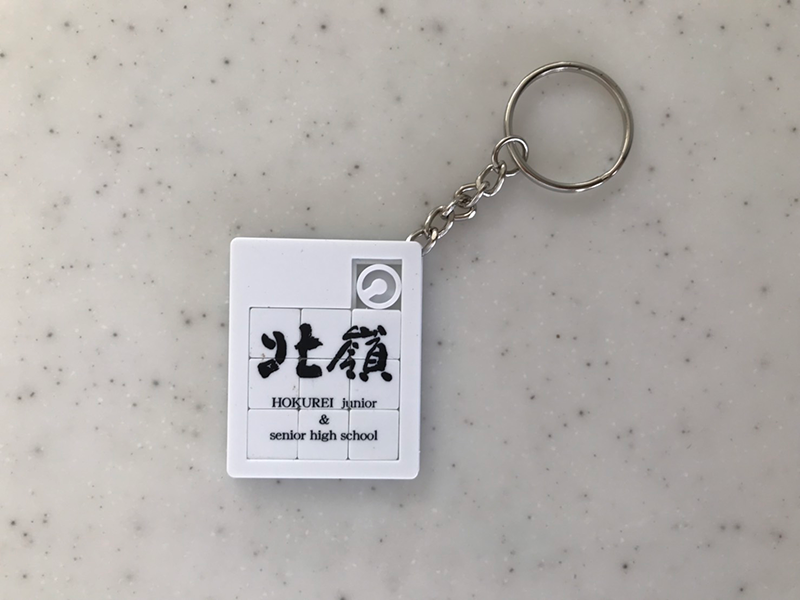 北嶺
HOKUREI junior
&
senior high school